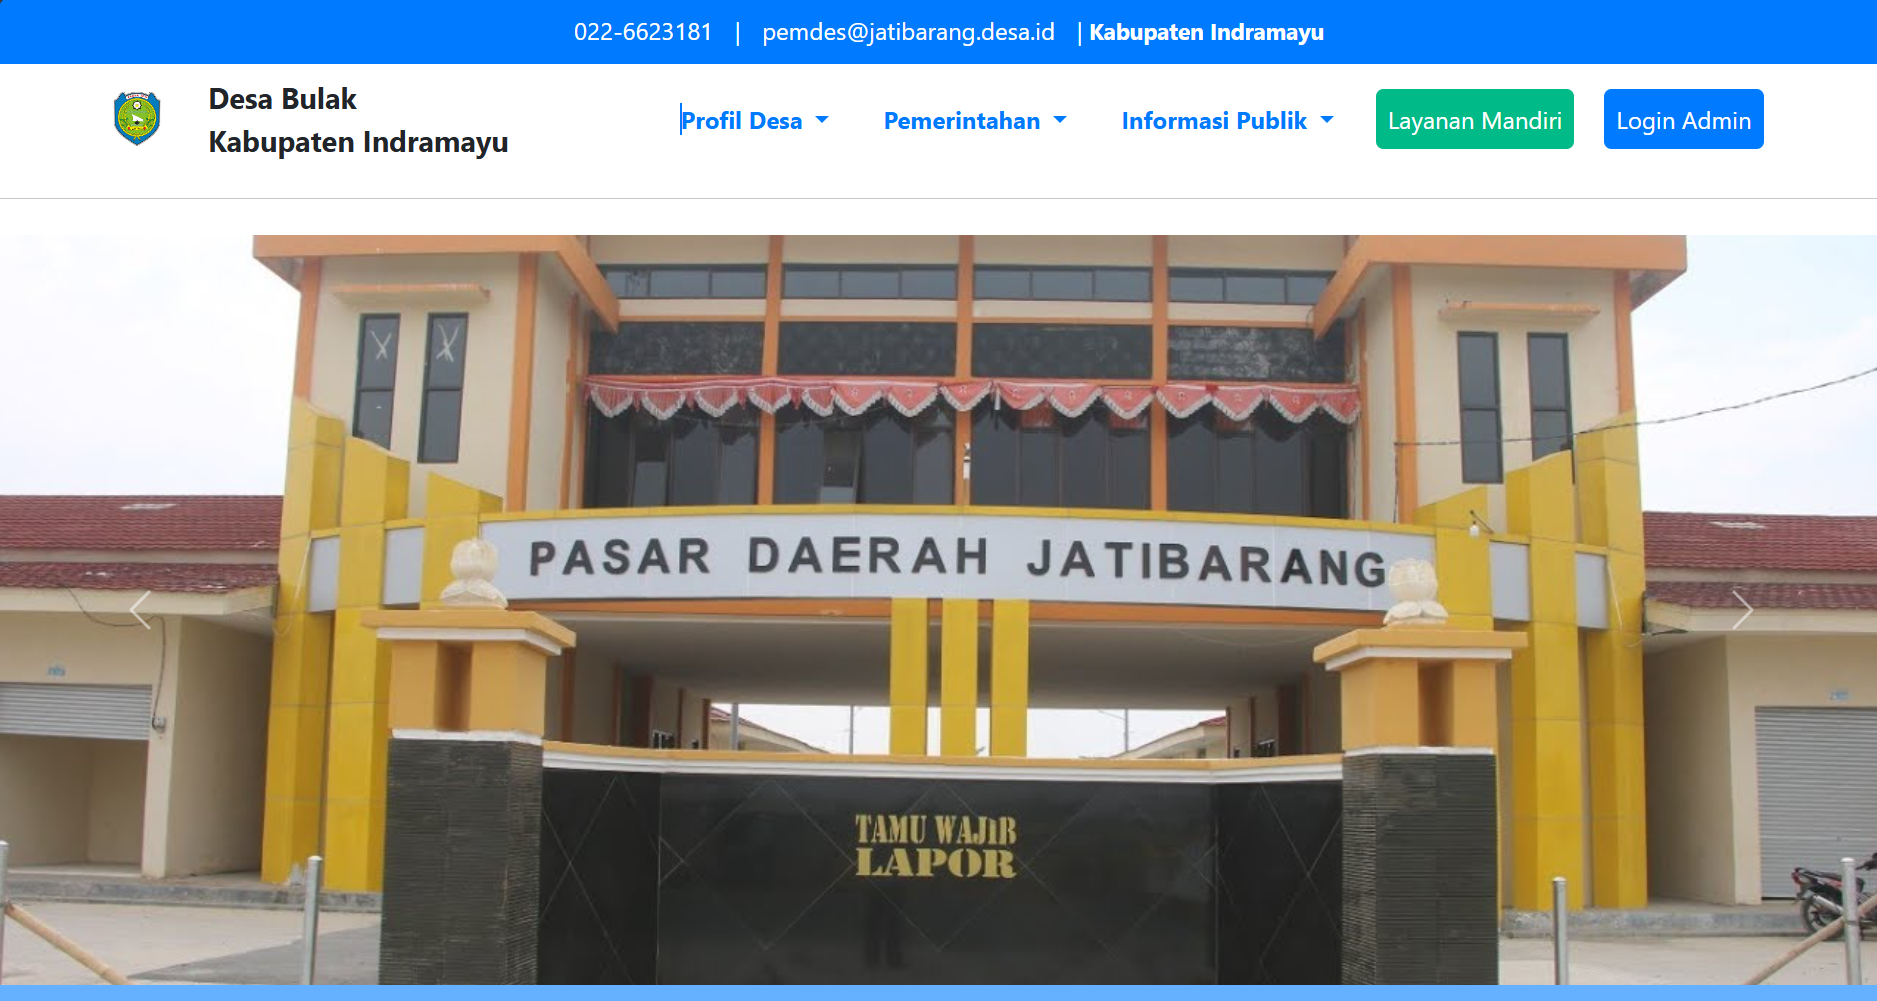 022-6623181 | pemdes@jatibarang.desa.id | Kabupaten Indramayu
Desa Bulak
Kabupaten Indramayu
Profil Desa
Pemerintahan
Informasi Publik
Layanan Mandiri
Login Admin
PASAR DAERAH JATIBARANG
TAMU WAJIB
LAPOR